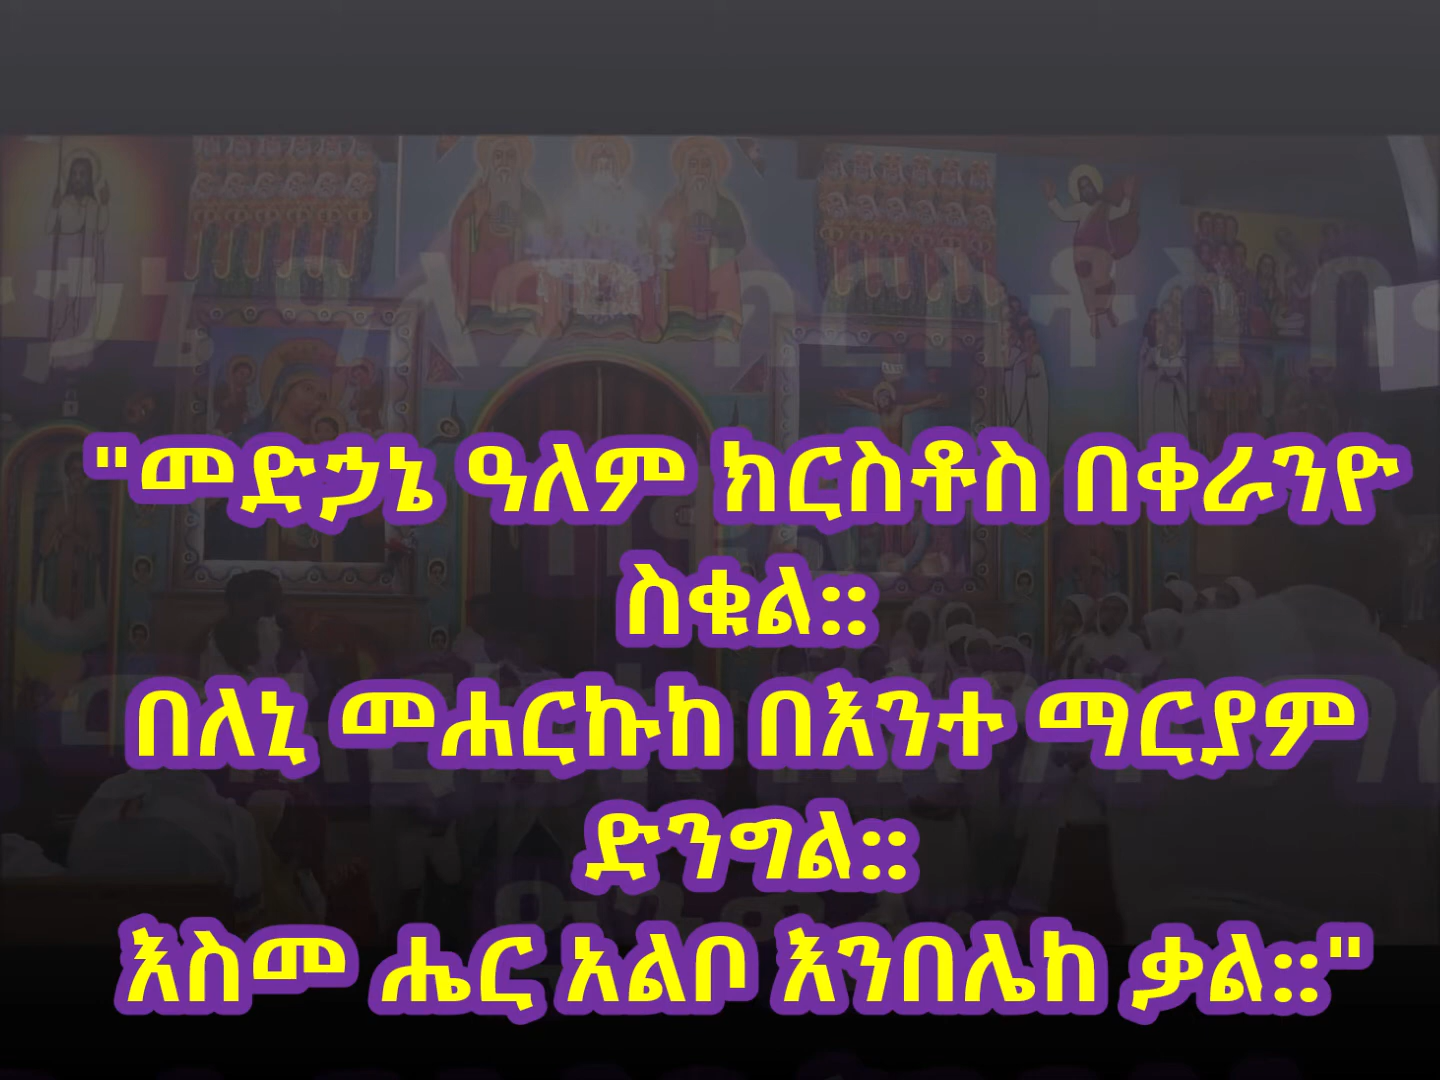 "መድኃኔ ዓለም ክርስቶስ በቀራንዮ
ስቁል::
በለኒ መሐርኩከ በእንተ ማርያም
ድንግል::
እስመ ሔር አልቦ እንበሌከ ቃል::"